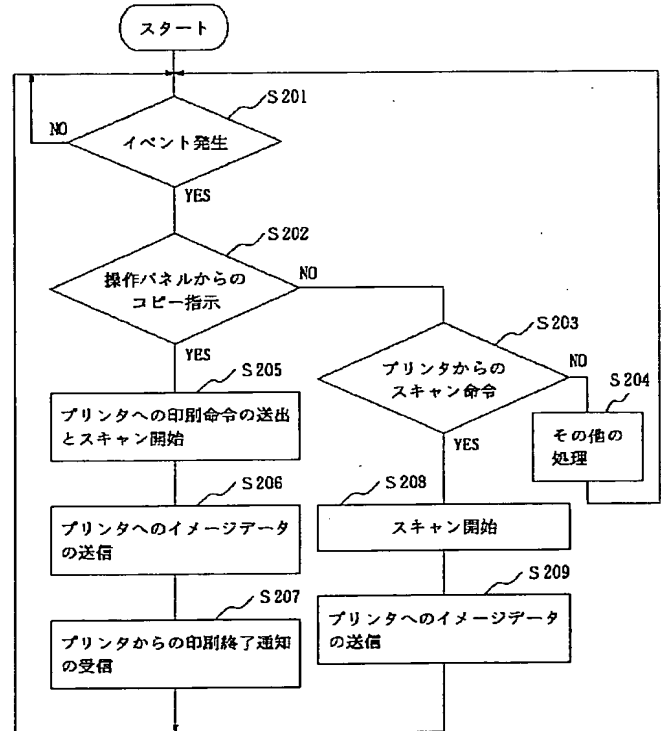 スタート
S201
NO
イベント発生
YES
S202
操作パネルからの
コピー指示
NO
YES
S203
プリンタからの
スキャン命令
NO
YES
S204
その他の
処理
S205
プリンタへの印刷命令の送出
とスキャン開始
S206
プリンタへのイメージデータ
の送信
S207
プリンタからの印刷終了通知
の受信
S208
スキャン開始
S209
プリンタへのイメージデータ
の送信